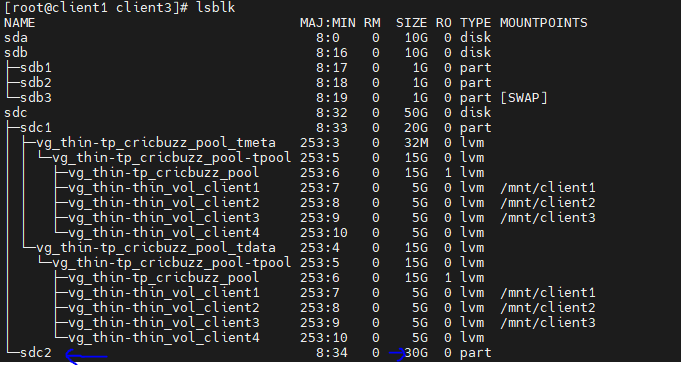 [root@client1 client3]# lsblk
NAME                                MAJ:MIN RM  SIZE RO TYPE MOUNTPOINTS
sda                                   8:0    0   10G  0 disk
sdb                                   8:16   0   10G  0 disk
├─sdb1                                8:17   0    1G  0 part
├─sdb2                                8:18   0    1G  0 part
└─sdb3                                8:19   0    1G  0 part [SWAP]
sdc                                   8:32   0   50G  0 disk
├─sdc1                                8:33   0   20G  0 part
│ ├─vg_thin-tp_cricbuzz_pool_tmeta  253:3    0   32M  0 lvm
│ │ └─vg_thin-tp_cricbuzz_pool-tpool 253:5    0   15G  0 lvm
│ │   ├─vg_thin-tp_cricbuzz_pool    253:6    0   15G  1 lvm
│ │   ├─vg_thin-thin_vol_client1    253:7    0    5G  0 lvm  /mnt/client1
│ │   ├─vg_thin-thin_vol_client2    253:8    0    5G  0 lvm  /mnt/client2
│ │   ├─vg_thin-thin_vol_client3    253:9    0    5G  0 lvm  /mnt/client3
│ │   └─vg_thin-thin_vol_client4    253:10   0    5G  0 lvm
│ └─vg_thin-tp_cricbuzz_pool_tdata  253:4    0   15G  0 lvm
│   └─vg_thin-tp_cricbuzz_pool-tpool 253:5    0   15G  0 lvm
│     ├─vg_thin-tp_cricbuzz_pool    253:6    0   15G  1 lvm
│     ├─vg_thin-thin_vol_client1    253:7    0    5G  0 lvm  /mnt/client1
│     ├─vg_thin-thin_vol_client2    253:8    0    5G  0 lvm  /mnt/client2
│     ├─vg_thin-thin_vol_client3    253:9    0    5G  0 lvm  /mnt/client3
│     └─vg_thin-thin_vol_client4    253:10   0    5G  0 lvm
└─sdc2                                8:34   0   30G  0 part